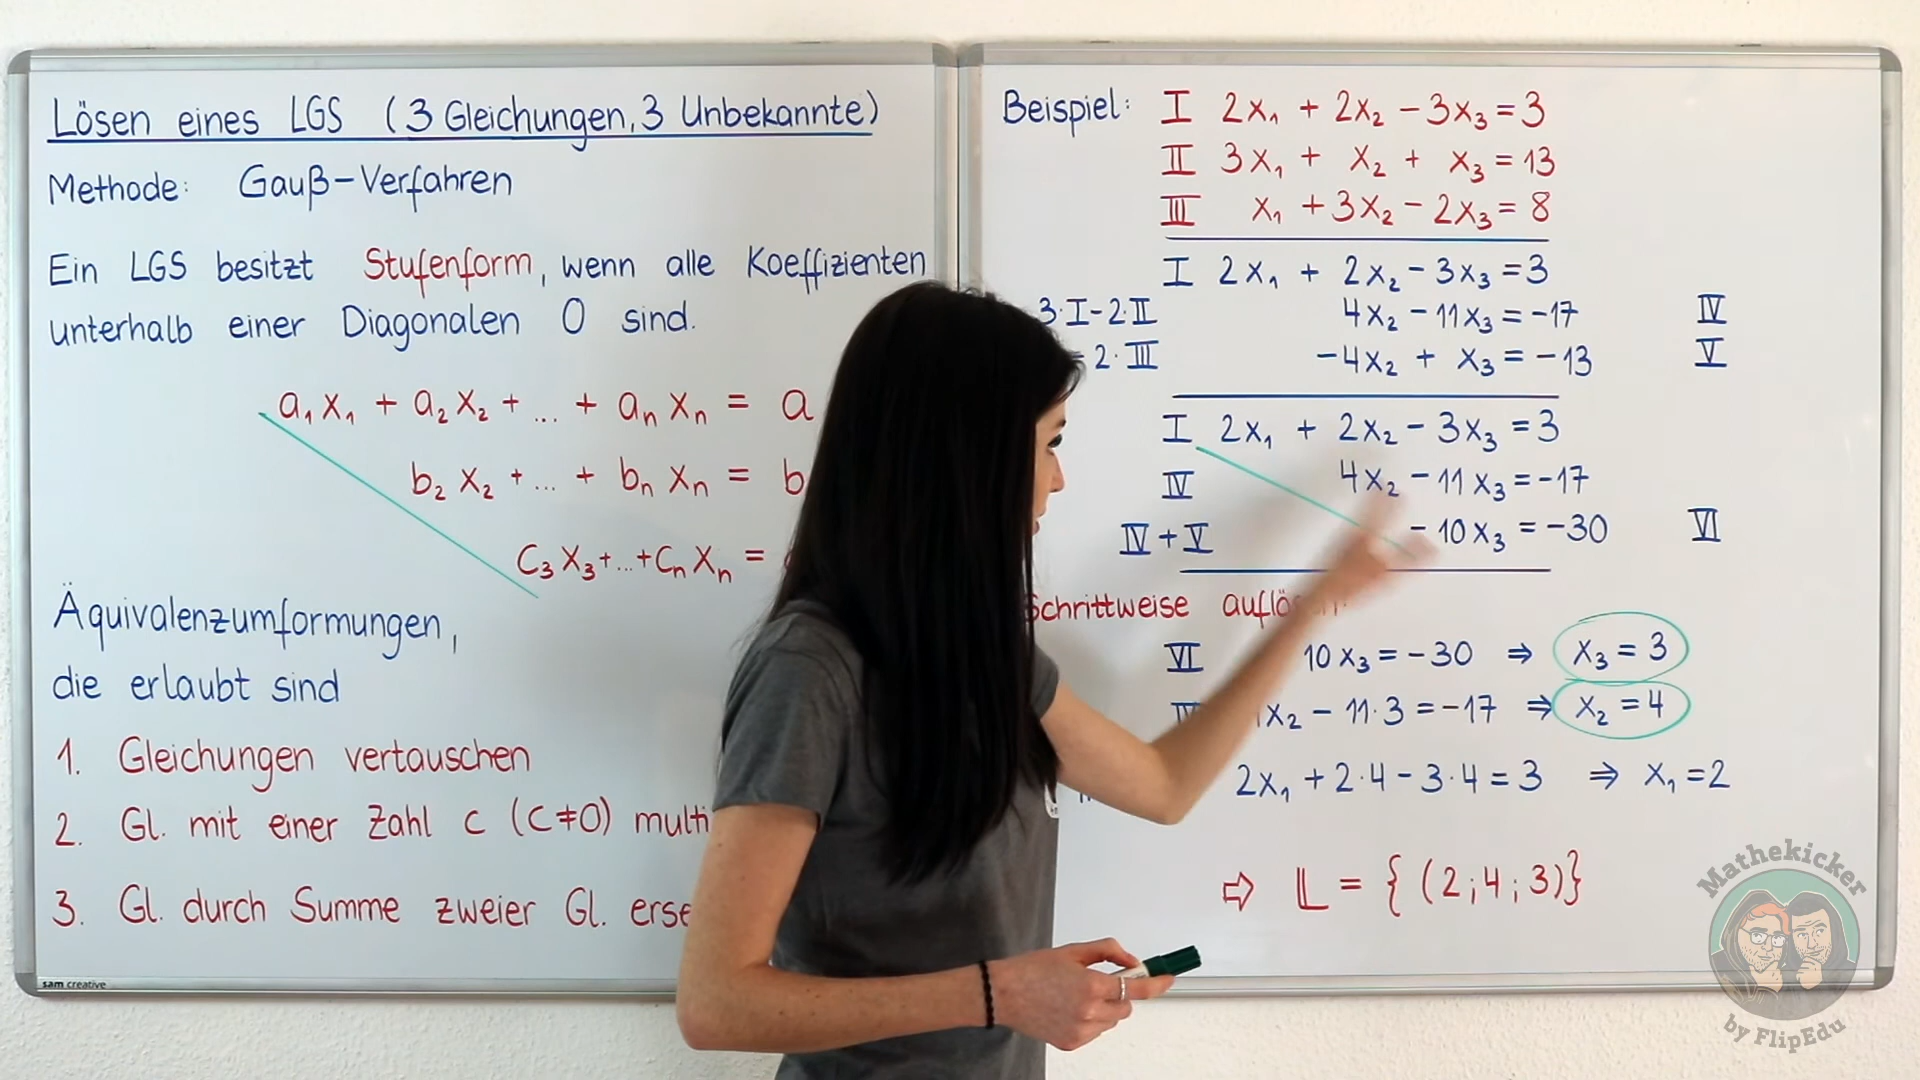 Lösen eines LGS (3 Gleichungen, 3 Unbekannte)
Methode: Gauß-Verfahren
Ein LGS besitzt Stufenform, wenn alle Koeffizienten
unterhalb einer Diagonalen 0 sind.
a₁x₁ + a₂x₂ + ... + aₙxₙ = a
b₂x₂ + ... + bₙxₙ = b
c₃x₃ + ... + cₙxₙ =
Äquivalenzumformungen,
die erlaubt sind
1. Gleichungen vertauschen
2. Gl. mit einer Zahl c (c≠0) multi
3. Gl. durch Summe zweier Gl. erse
sam creative
Beispiel: I 2x₁ + 2x₂ - 3x₃ = 3
II 3x₁ + x₂ + x₃ = 13
III x₁ + 3x₂ - 2x₃ = 8
I 2x₁ + 2x₂ - 3x₃ = 3
3·I-2·II 4x₂ - 11x₃ = -17 IV
- 2·III -4x₂ + x₃ = -13 V
I 2x₁ + 2x₂ - 3x₃ = 3
IV 4x₂ - 11x₃ = -17
IV + V - 10x₃ = -30 VI
Schrittweise auflösen:
VI 10x₃ = -30 ⇒ x₃ = 3
IV x₂ - 11·3 = -17 ⇒ x₂ = 4
2x₁ + 2·4 - 3·4 = 3 ⇒ x₁ = 2
⇨ 𝕃 = {(2;4;3)}
Mathekicker
by FlipEdu